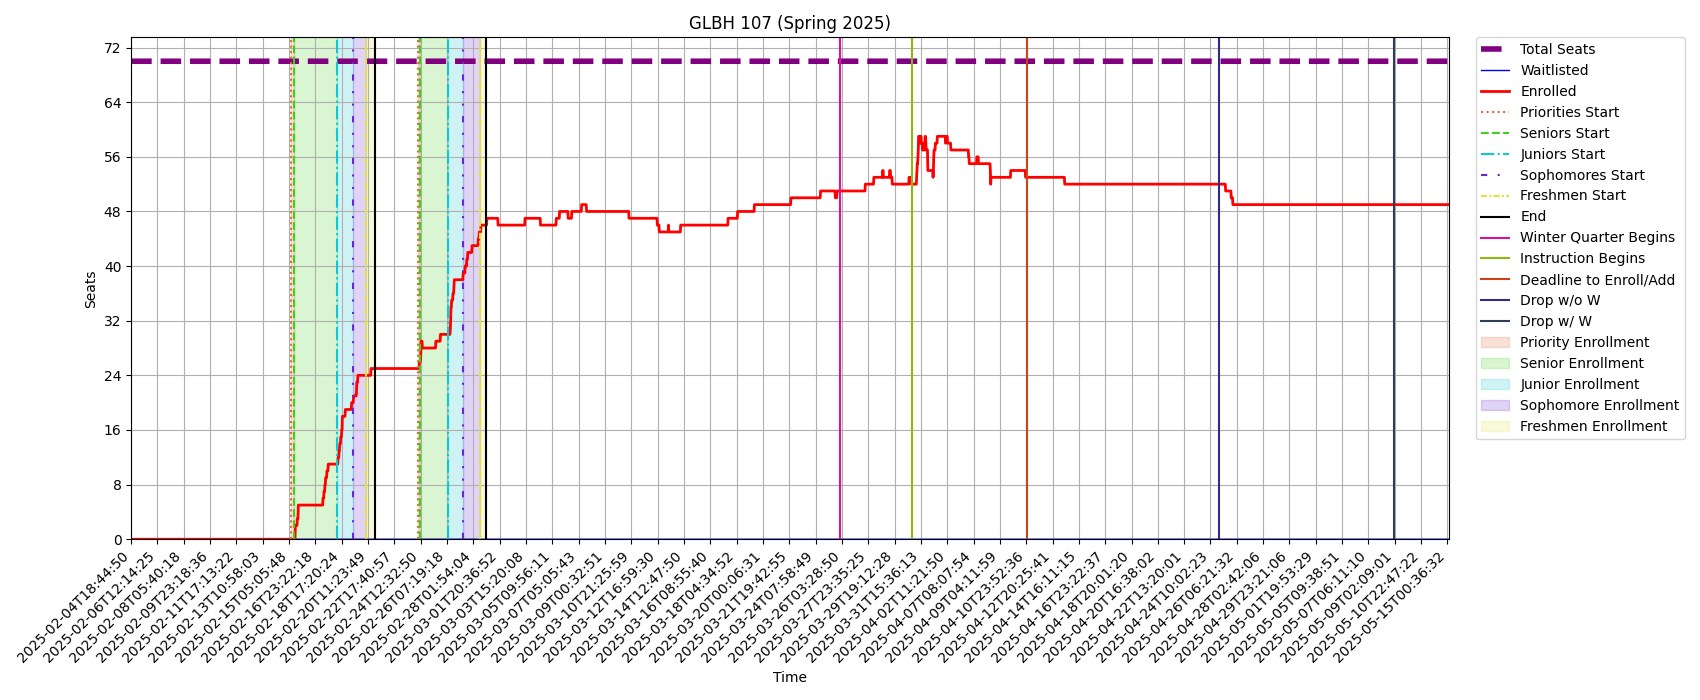 GLBH 107 (Spring 2025)
Seats
72
64
56
48
40
32
24
16
8
0
2025-02-04T18:44:50
2025-02-06T12:14:25
2025-02-08T05:40:18
2025-02-09T23:18:36
2025-02-11T17:13:22
2025-02-13T10:58:03
2025-02-15T05:05:48
2025-02-16T23:22:18
2025-02-18T17:20:24
2025-02-20T11:23:49
2025-02-22T17:40:57
2025-02-24T12:32:50
2025-02-26T07:19:18
2025-02-28T01:54:04
2025-03-01T20:36:52
2025-03-03T15:20:08
2025-03-05T09:56:11
2025-03-07T05:05:43
2025-03-09T00:32:51
2025-03-10T21:25:59
2025-03-12T16:59:30
2025-03-14T12:47:50
2025-03-16T08:55:40
2025-03-18T04:34:52
2025-03-20T00:06:31
2025-03-21T19:42:55
2025-03-24T07:58:49
2025-03-26T03:28:50
2025-03-27T23:35:25
2025-03-29T19:12:28
2025-03-31T15:36:13
2025-04-02T11:21:50
2025-04-07T08:07:54
2025-04-09T04:11:59
2025-04-10T23:52:36
2025-04-12T20:25:41
2025-04-14T16:11:15
2025-04-16T13:22:37
2025-04-18T20:01:20
2025-04-20T16:38:02
2025-04-22T13:20:01
2025-04-24T10:02:23
2025-04-26T06:21:32
2025-04-28T02:42:06
2025-04-29T23:21:06
2025-05-01T19:53:29
2025-05-05T09:38:51
2025-05-07T06:11:10
2025-05-09T02:09:01
2025-05-10T22:47:22
2025-05-15T00:36:32
Time
Total Seats
Waitlisted
Enrolled
Priorities Start
Seniors Start
Juniors Start
Sophomores Start
Freshmen Start
End
Winter Quarter Begins
Instruction Begins
Deadline to Enroll/Add
Drop w/o W
Drop w/ W
Priority Enrollment
Senior Enrollment
Junior Enrollment
Sophomore Enrollment
Freshmen Enrollment